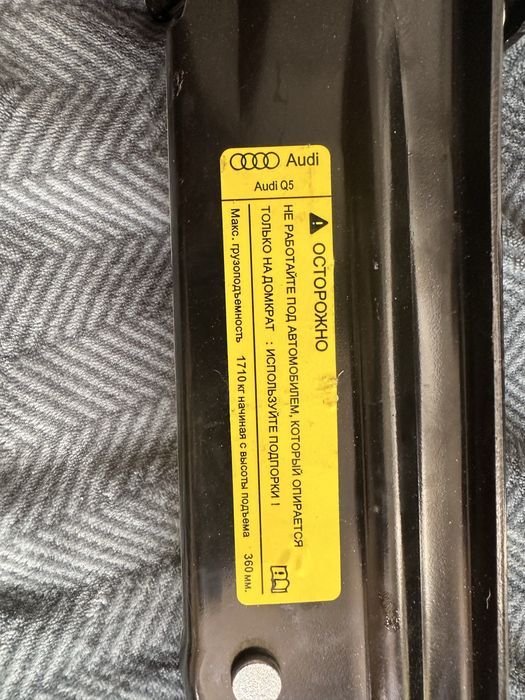 Audi
Audi Q5
ОСТОРОЖНО
НЕ РАБОТАЙТЕ ПОД АВТОМОБИЛЕМ, КОТОРЫЙ ОПИРАЕТСЯ
ТОЛЬКО НА ДОМКРАТ : ИСПОЛЬЗУЙТЕ ПОДПОРКИ !
Макс. грузоподъемность 1710 кг начиная с высоты подъема 360 мм.